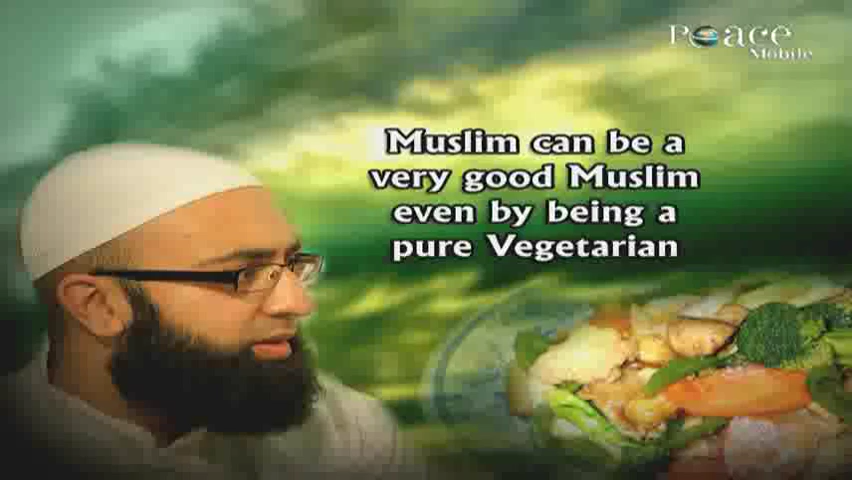 Peace
Mobile
Muslim can be a
very good Muslim
even by being a
pure Vegetarian